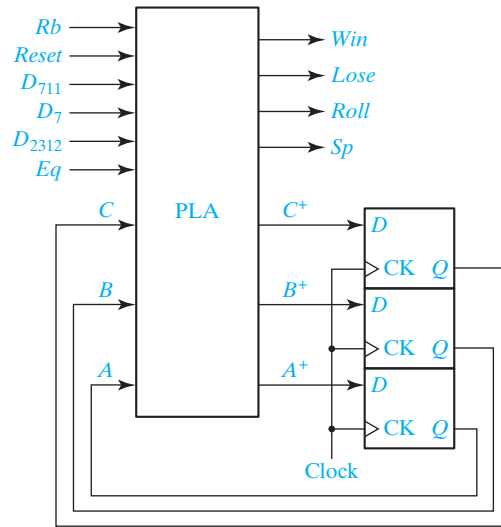 Rb
Reset
D711
D7
D2312
Eq
C
B
A
PLA
Win
Lose
Roll
Sp
C+
B+
A+
D
CK Q
D
CK Q
D
CK Q
Clock